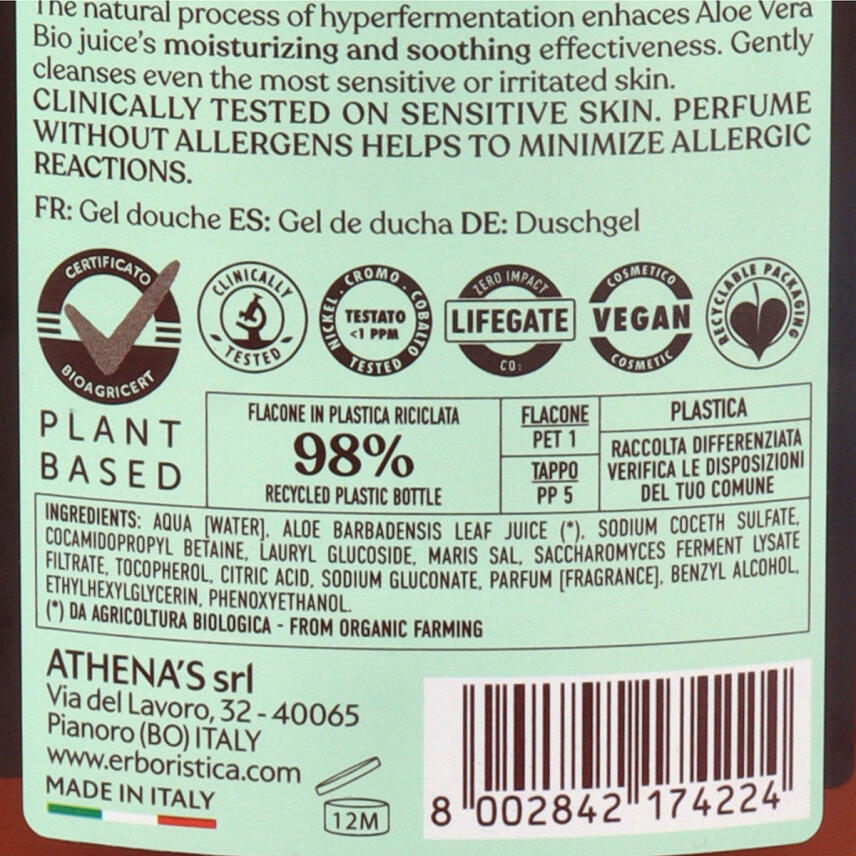 The natural process of hyperfermentation enhaces Aloe Vera
Bio juice's moisturizing and soothing effectiveness. Gently
cleanses even the most sensitive or irritated skin.
CLINICALLY TESTED ON SENSITIVE SKIN. PERFUME
WITHOUT ALLERGENS HELPS TO MINIMIZE ALLERGIC
REACTIONS.
FR: Gel douche ES: Gel de ducha DE: Duschgel
CERTIFICATO
BIOAGRICERT
PLANT
BASED
CLINICALLY
TESTED
NICKEL · CROMO · COBALTO
TESTATO
<1 PPM
TESTED
ZERO IMPACT
LIFEGATE
CO2
COSMETICO
VEGAN
COSMETIC
RECYCLABLE PACKAGING
FLACONE IN PLASTICA RICICLATA
98%
RECYCLED PLASTIC BOTTLE
FLACONE
PET 1
TAPPO
PP 5
PLASTICA
RACCOLTA DIFFERENZIATA
VERIFICA LE DISPOSIZIONI
DEL TUO COMUNE
INGREDIENTS: AQUA [WATER], ALOE BARBADENSIS LEAF JUICE (*), SODIUM COCETH SULFATE,
COCAMIDOPROPYL BETAINE, LAURYL GLUCOSIDE, MARIS SAL, SACCHAROMYCES FERMENT LYSATE
FILTRATE, TOCOPHEROL, CITRIC ACID, SODIUM GLUCONATE, PARFUM [FRAGRANCE], BENZYL ALCOHOL,
ETHYLHEXYLGLYCERIN, PHENOXYETHANOL.
(*) DA AGRICOLTURA BIOLOGICA - FROM ORGANIC FARMING
ATHENA'S srl
Via del Lavoro, 32 - 40065
Pianoro (BO) ITALY
www.erboristica.com
MADE IN ITALY
12M
8 002842 174224